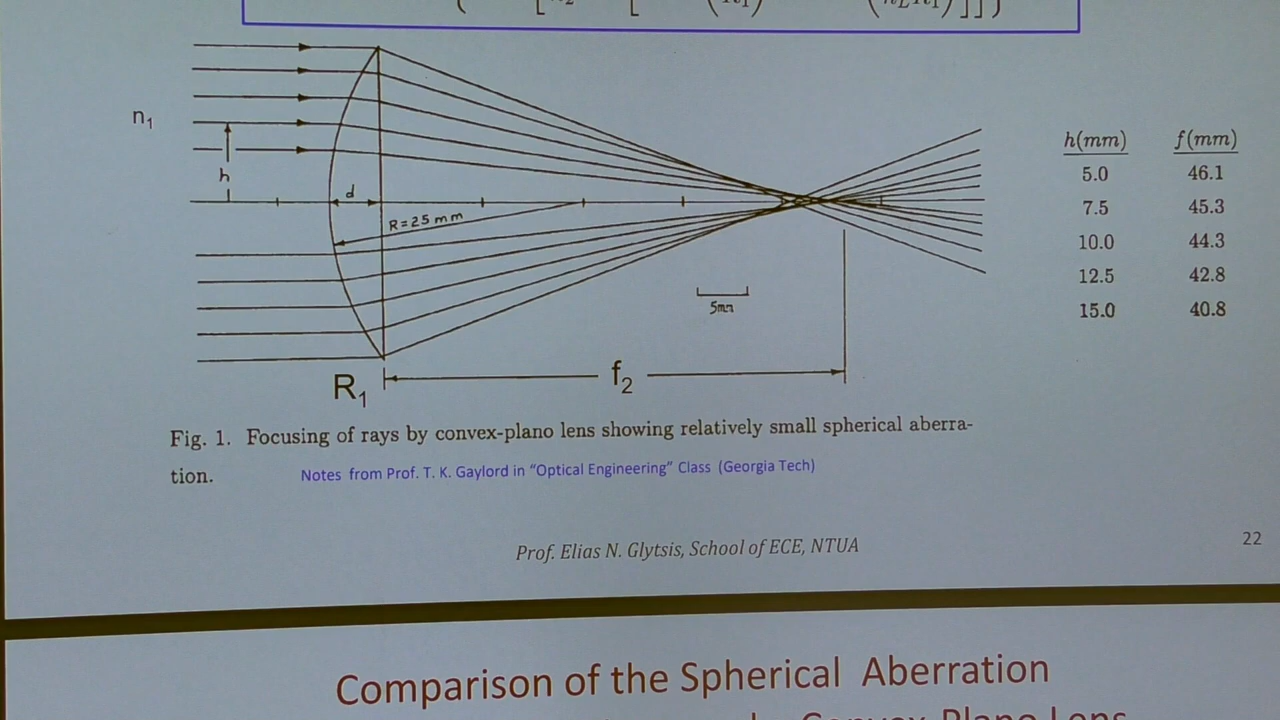 n1
h
d
R=25 mm
5mm
R1
f2
h(mm) f(mm)
5.0 46.1
7.5 45.3
10.0 44.3
12.5 42.8
15.0 40.8
Fig. 1. Focusing of rays by convex-plano lens showing relatively small spherical aberra-
tion. Notes from Prof. T. K. Gaylord in “Optical Engineering” Class (Georgia Tech)
Prof. Elias N. Glytsis, School of ECE, NTUA
22
Comparison of the Spherical Aberration
Convex-Plano Lens